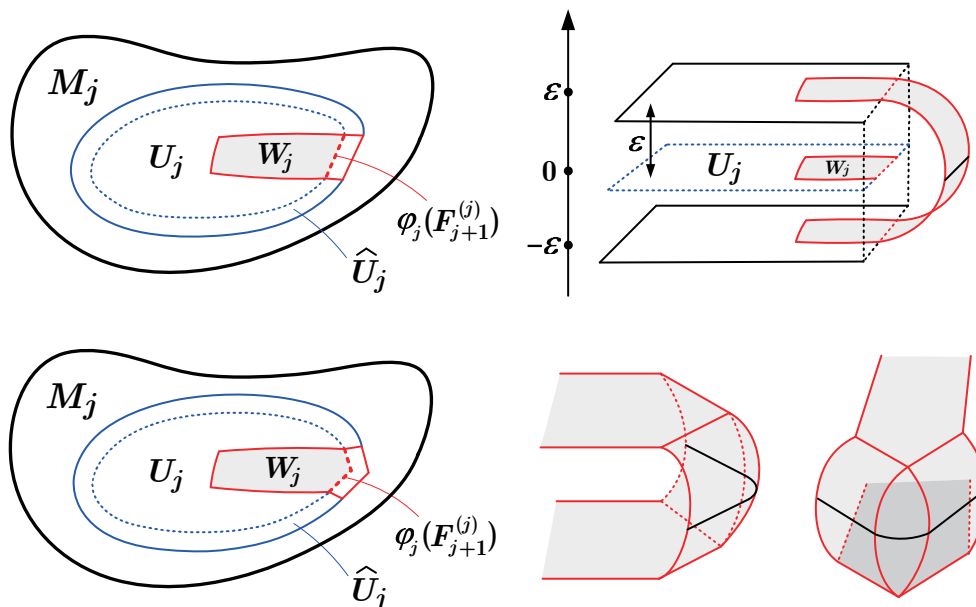 M_j
U_j
W_j
φ_j(F_{j+1}^{(j)})
Û_j
ε
0
−ε
ε
U_j
W_j
M_j
U_j
W_j
φ_j(F_{j+1}^{(j)})
Û_j